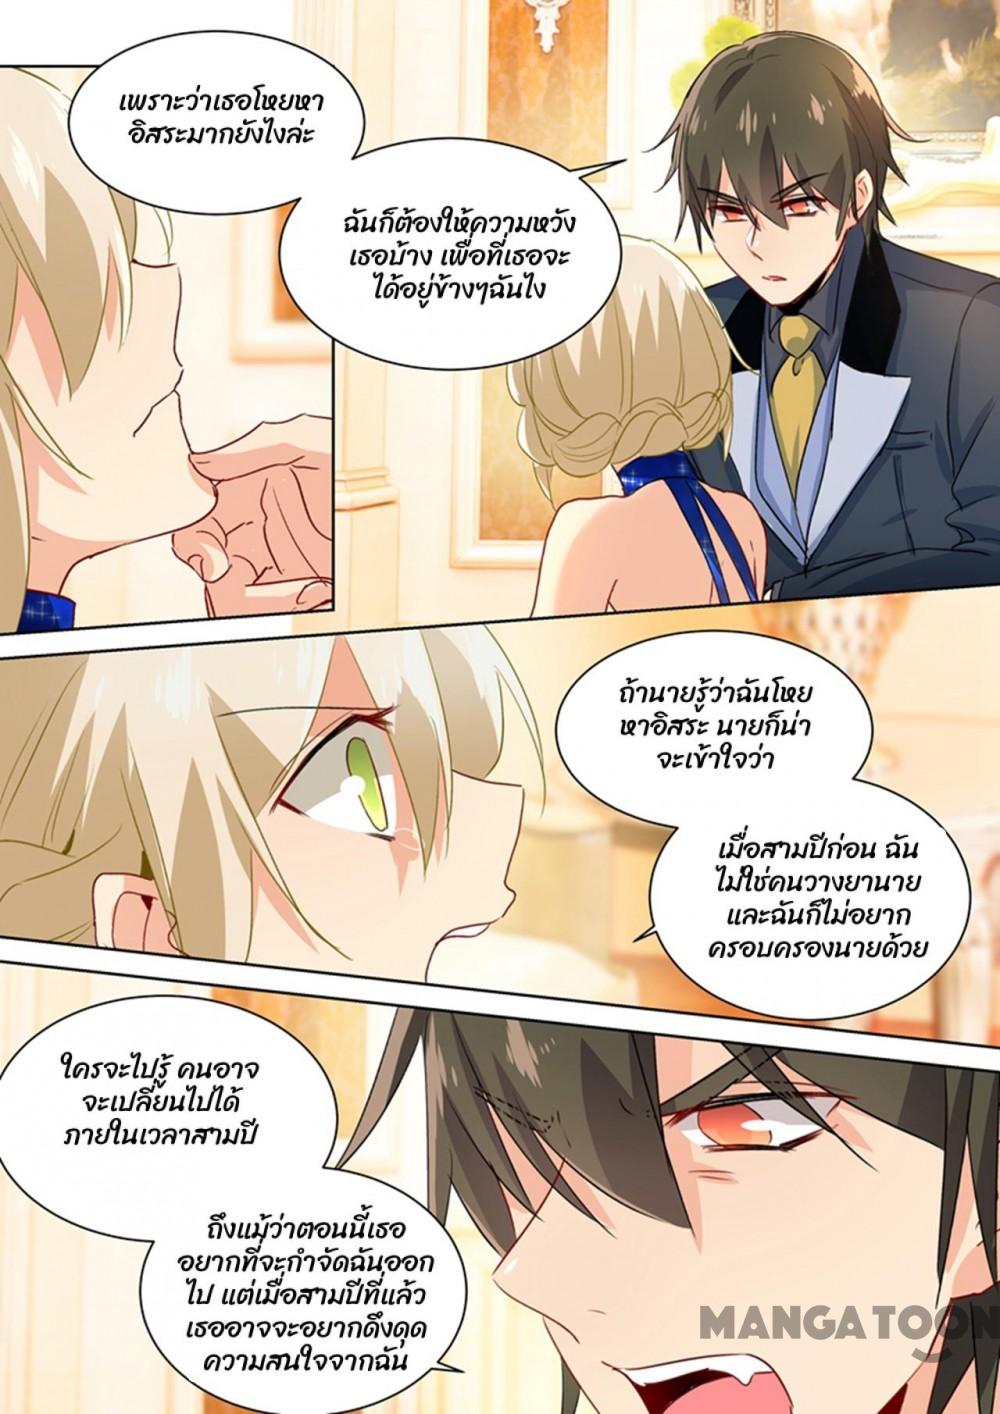 เพราะว่าเธอโหยหา
อิสระมากยังไงล่ะ
ฉันก็ต้องให้ความหวัง
เธอบ้าง เพื่อที่เธอจะ
ได้อยู่ข้างๆฉันไง
ถ้านายรู้ว่าฉันโหย
หาอิสระ นายก็น่า
จะเข้าใจว่า
เมื่อสามปีก่อน ฉัน
ไม่ใช่คนวางยานาย
และฉันก็ไม่อยาก
ครอบครองนายด้วย
ใครจะไปรู้ คนอาจ
จะเปลี่ยนไปได้
ภายในเวลาสามปี
ถึงแม้ว่าตอนนี้เธอ
อยากที่จะกำจัดฉันออก
ไป แต่เมื่อสามปีที่แล้ว
เธออาจจะอยากดึงดูด
ความสนใจจากฉัน
MANGATOON